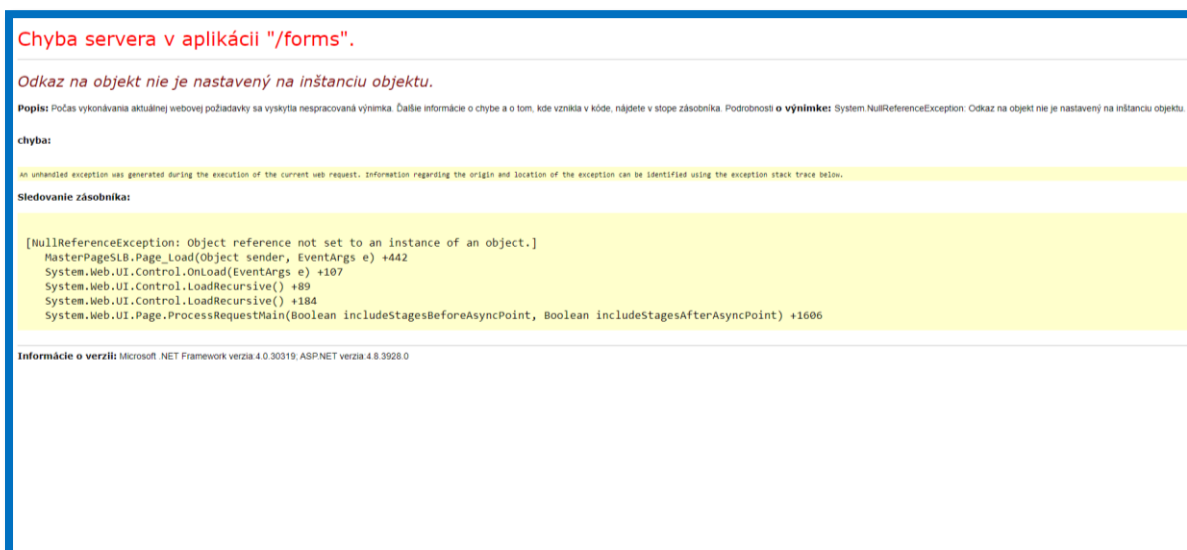 Chyba servera v aplikácii "/forms".
Odkaz na objekt nie je nastavený na inštanciu objektu.
Popis: Počas vykonávania aktuálnej webovej požiadavky sa vyskytla nespracovaná výnimka. Ďalšie informácie o chybe a o tom, kde vznikla v kóde, nájdete v stope zásobníka. Podrobnosti o výnimke: System.NullReferenceException: Odkaz na objekt nie je nastavený na inštanciu objektu.
chyba:
An unhandled exception was generated during the execution of the current web request. Information regarding the origin and location of the exception can be identified using the exception stack trace below.
Sledovanie zásobníka:
[NullReferenceException: Object reference not set to an instance of an object.]
MasterPageSLB.Page_Load(Object sender, EventArgs e) +442
System.Web.UI.Control.OnLoad(EventArgs e) +107
System.Web.UI.Control.LoadRecursive() +89
System.Web.UI.Control.LoadRecursive() +184
System.Web.UI.Page.ProcessRequestMain(Boolean includeStagesBeforeAsyncPoint, Boolean includeStagesAfterAsyncPoint) +1606
Informácie o verzii: Microsoft .NET Framework verzia:4.0.30319; ASP.NET verzia:4.8.3928.0